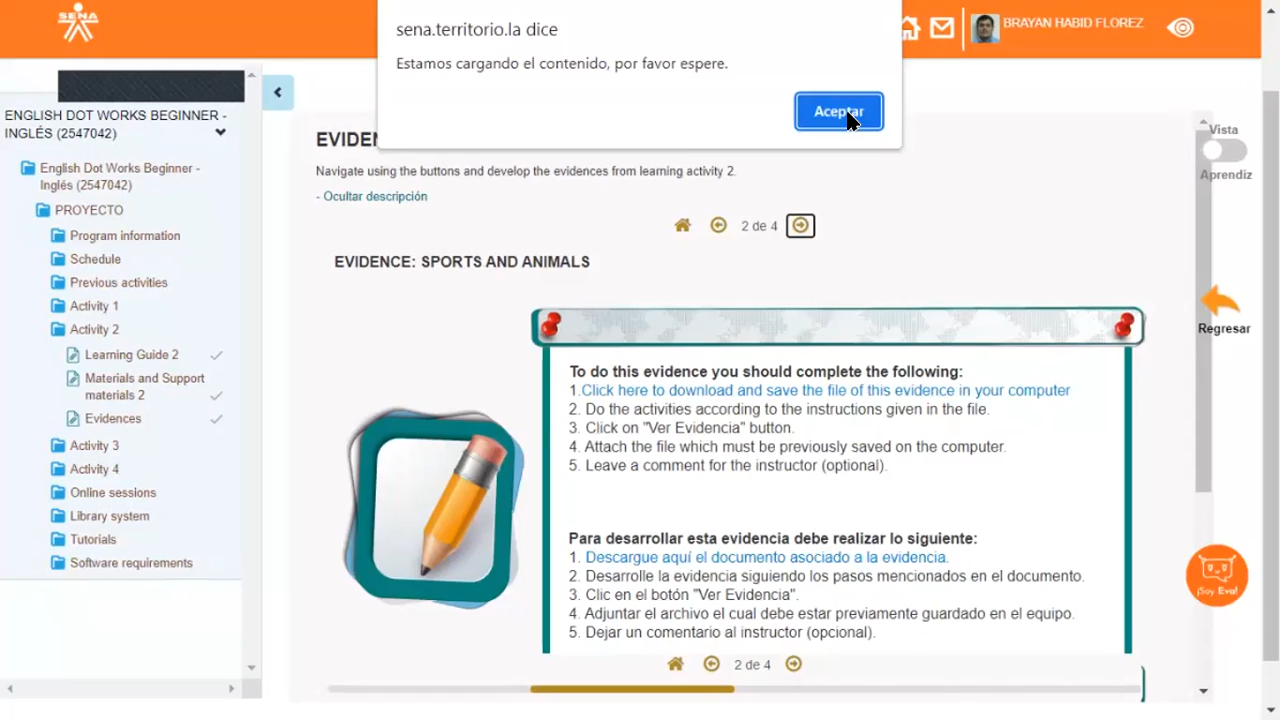 SENA
sena.territorio.la dice
Estamos cargando el contenido, por favor espere.
Aceptar
BRAYAN HABID FLOREZ
ENGLISH DOT WORKS BEGINNER -
INGLÉS (2547042)
English Dot Works Beginner -
Inglés (2547042)
PROYECTO
Program information
Schedule
Previous activities
Activity 1
Activity 2
Learning Guide 2
Materials and Support
materials 2
Evidences
Activity 3
Activity 4
Online sessions
Library system
Tutorials
Software requirements
Navigate using the buttons and develop the evidences from learning activity 2.
- Ocultar descripción
2 de 4
EVIDENCE: SPORTS AND ANIMALS
To do this evidence you should complete the following:
1.Click here to download and save the file of this evidence in your computer
2. Do the activities according to the instructions given in the file.
3. Click on "Ver Evidencia" button.
4. Attach the file which must be previously saved on the computer.
5. Leave a comment for the instructor (optional).
Para desarrollar esta evidencia debe realizar lo siguiente:
1. Descargue aquí el documento asociado a la evidencia.
2. Desarrolle la evidencia siguiendo los pasos mencionados en el documento.
3. Clic en el botón "Ver Evidencia".
4. Adjuntar el archivo el cual debe estar previamente guardado en el equipo.
5. Dejar un comentario al instructor (opcional).
2 de 4
Vista
Aprendiz
Regresar
¡Soy Eva!